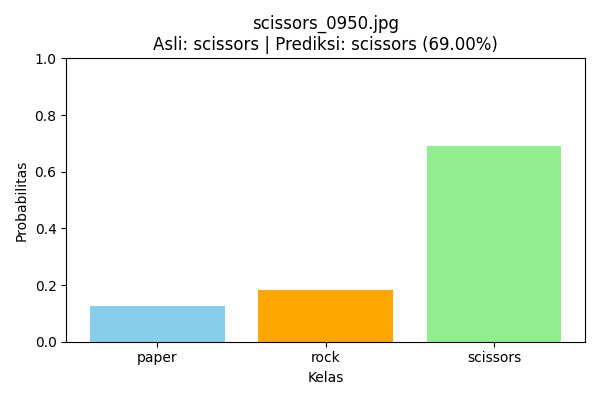 scissors_0950.jpg
Asli: scissors | Prediksi: scissors (69.00%)
1.0
0.8
0.6
0.4
0.2
0.0
Probabilitas
paper
rock
scissors
Kelas